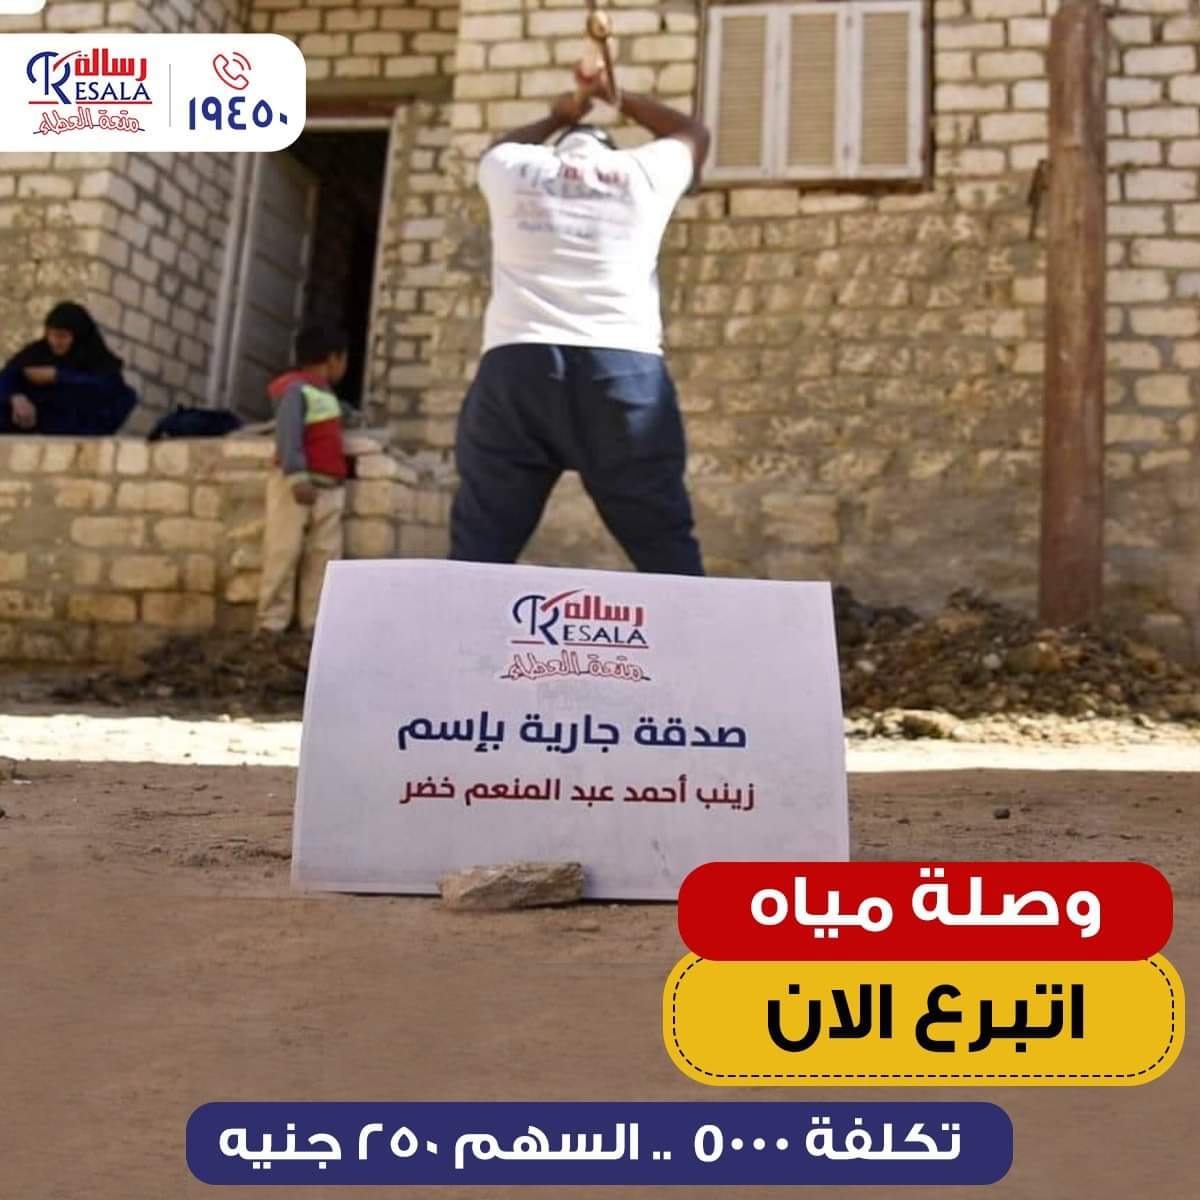 رسالة
RESALA
متعة العطاء
١٩٤٥٠
RESALA
رسالة
RESALA
متعة العطاء
صدقة جارية بإسم
زينب أحمد عبد المنعم خضر
وصلة مياه
اتبرع الان
تكلفة ٥٠٠٠ .. السهم ٢٥٠ جنيه